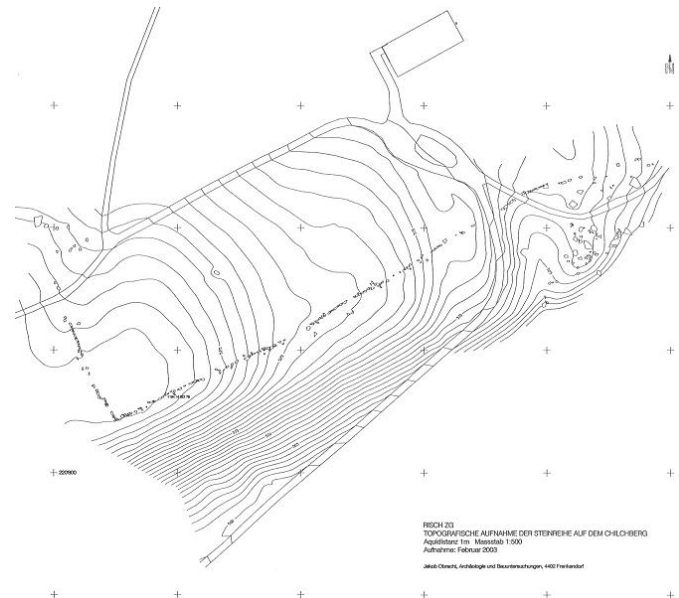 220900
RISCH ZG
TOPOGRAFISCHE AUFNAHME DER STEINREIHE AUF DEM CHILCHBERG
Äquidistanz 1m Massstab 1:500
Aufnahme: Februar 2003
Jakob Obrecht, Archäologie und Bauuntersuchungen, 4402 Frenkendorf